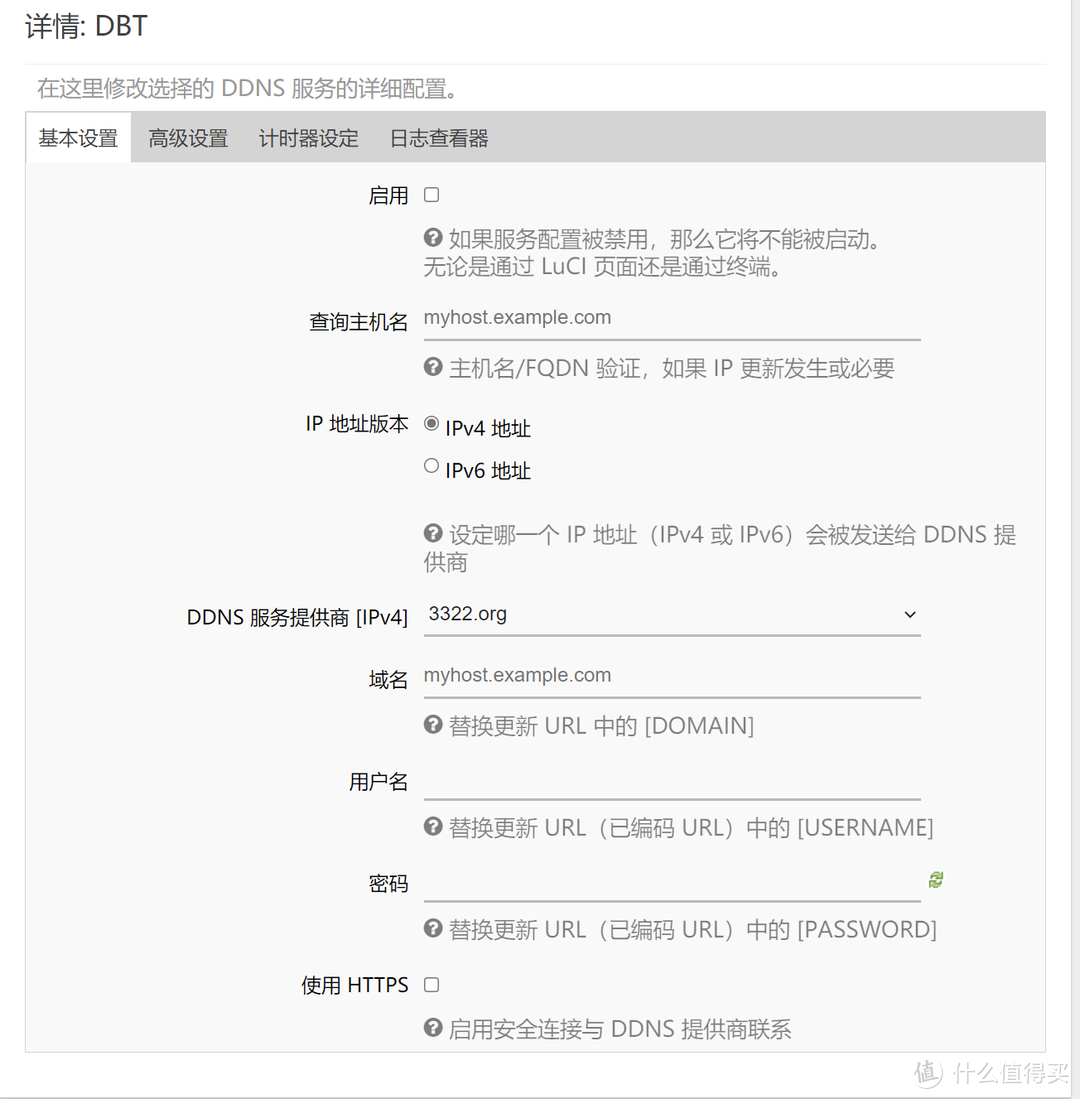 详情: DBT
在这里修改选择的 DDNS 服务的详细配置。
基本设置 高级设置 计时器设定 日志查看器
启用
如果服务配置被禁用，那么它将不能被启动。
无论是通过 LuCI 页面还是通过终端。
查询主机名 myhost.example.com
主机名/FQDN 验证，如果 IP 更新发生或必要
IP 地址版本 IPv4 地址
IPv6 地址
设定哪一个 IP 地址（IPv4 或 IPv6）会被发送给 DDNS 提
供商
DDNS 服务提供商 [IPv4] 3322.org
域名 myhost.example.com
替换更新 URL 中的 [DOMAIN]
用户名
替换更新 URL（已编码 URL）中的 [USERNAME]
密码
替换更新 URL（已编码 URL）中的 [PASSWORD]
使用 HTTPS
启用安全连接与 DDNS 提供商联系
值 什么值得买